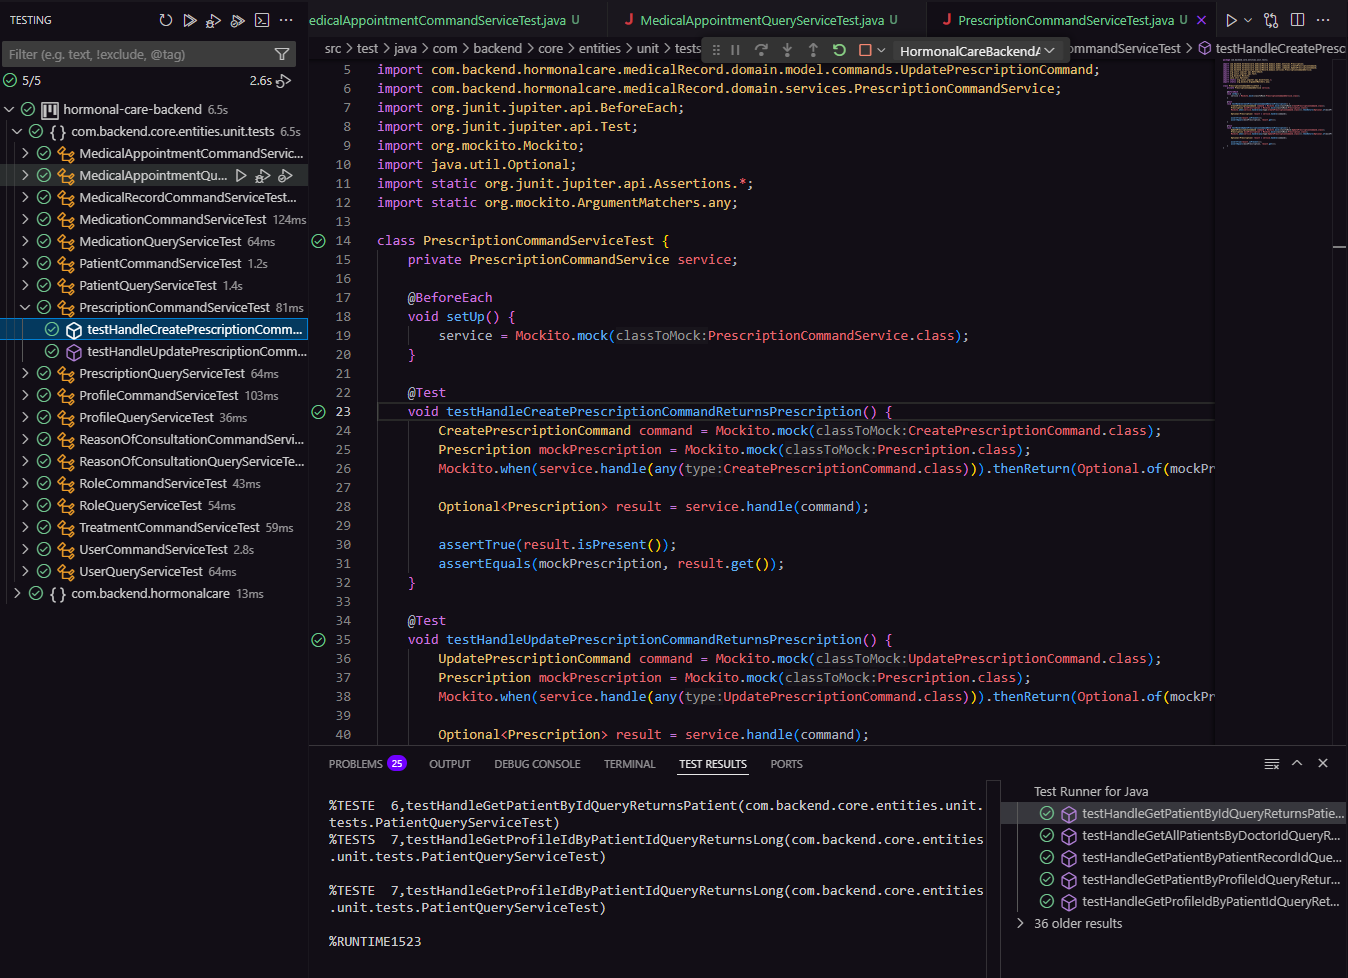 TESTING
Filter (e.g. text, !exclude, @tag)
5/5
2.6s
hormonal-care-backend 6.5s
{} com.backend.core.entities.unit.tests 6.5s
MedicalAppointmentCommandServic...
MedicalAppointmentQu...
MedicalRecordCommandServiceTest...
MedicationCommandServiceTest 124ms
MedicationQueryServiceTest 64ms
PatientCommandServiceTest 1.2s
PatientQueryServiceTest 1.4s
PrescriptionCommandServiceTest 81ms
testHandleCreatePrescriptionComm...
testHandleUpdatePrescriptionComm...
PrescriptionQueryServiceTest 64ms
ProfileCommandServiceTest 103ms
ProfileQueryServiceTest 36ms
ReasonOfConsultationCommandServi...
ReasonOfConsultationQueryServiceTe...
RoleCommandServiceTest 43ms
RoleQueryServiceTest 54ms
TreatmentCommandServiceTest 59ms
UserCommandServiceTest 2.8s
UserQueryServiceTest 64ms
{} com.backend.hormonalcare 13ms
edicalAppointmentCommandServiceTest.java U
J MedicalAppointmentQueryServiceTest.java U
J PrescriptionCommandServiceTest.java U
src > test > java > com > backend > core > entities > unit > tests
HormonalCareBackendA
ommandServiceTest > testHandleCreatePresc
5 import com.backend.hormonalcare.medicalRecord.domain.model.commands.UpdatePrescriptionCommand;
6 import com.backend.hormonalcare.medicalRecord.domain.services.PrescriptionCommandService;
7 import org.junit.jupiter.api.BeforeEach;
8 import org.junit.jupiter.api.Test;
9 import org.mockito.Mockito;
10 import java.util.Optional;
11 import static org.junit.jupiter.api.Assertions.*;
12 import static org.mockito.ArgumentMatchers.any;
13
14 class PrescriptionCommandServiceTest {
15 private PrescriptionCommandService service;
16
17 @BeforeEach
18 void setUp() {
19 service = Mockito.mock(classToMock:PrescriptionCommandService.class);
20 }
21
22 @Test
23 void testHandleCreatePrescriptionCommandReturnsPrescription() {
24 CreatePrescriptionCommand command = Mockito.mock(classToMock:CreatePrescriptionCommand.class);
25 Prescription mockPrescription = Mockito.mock(classToMock:Prescription.class);
26 Mockito.when(service.handle(any(type:CreatePrescriptionCommand.class))).thenReturn(Optional.of(mockPr
27
28 Optional<Prescription> result = service.handle(command);
29
30 assertTrue(result.isPresent());
31 assertEquals(mockPrescription, result.get());
32 }
33
34 @Test
35 void testHandleUpdatePrescriptionCommandReturnsPrescription() {
36 UpdatePrescriptionCommand command = Mockito.mock(classToMock:UpdatePrescriptionCommand.class);
37 Prescription mockPrescription = Mockito.mock(classToMock:Prescription.class);
38 Mockito.when(service.handle(any(type:UpdatePrescriptionCommand.class))).thenReturn(Optional.of(mockPr
39
40 Optional<Prescription> result = service.handle(command);
PROBLEMS 25 OUTPUT DEBUG CONSOLE TERMINAL TEST RESULTS PORTS
%TESTE 6,testHandleGetPatientByIdQueryReturnsPatient(com.backend.core.entities.unit.
tests.PatientQueryServiceTest)
%TESTS 7,testHandleGetProfileIdByPatientIdQueryReturnsLong(com.backend.core.entities
.unit.tests.PatientQueryServiceTest)
%TESTE 7,testHandleGetProfileIdByPatientIdQueryReturnsLong(com.backend.core.entities
.unit.tests.PatientQueryServiceTest)
%RUNTIME1523
Test Runner for Java
testHandleGetPatientByIdQueryReturnsPatie...
testHandleGetAllPatientsByDoctorIdQueryR...
testHandleGetPatientByPatientRecordIdQue...
testHandleGetPatientByProfileIdQueryRetur...
testHandleGetProfileIdByPatientIdQueryRet...
36 older results